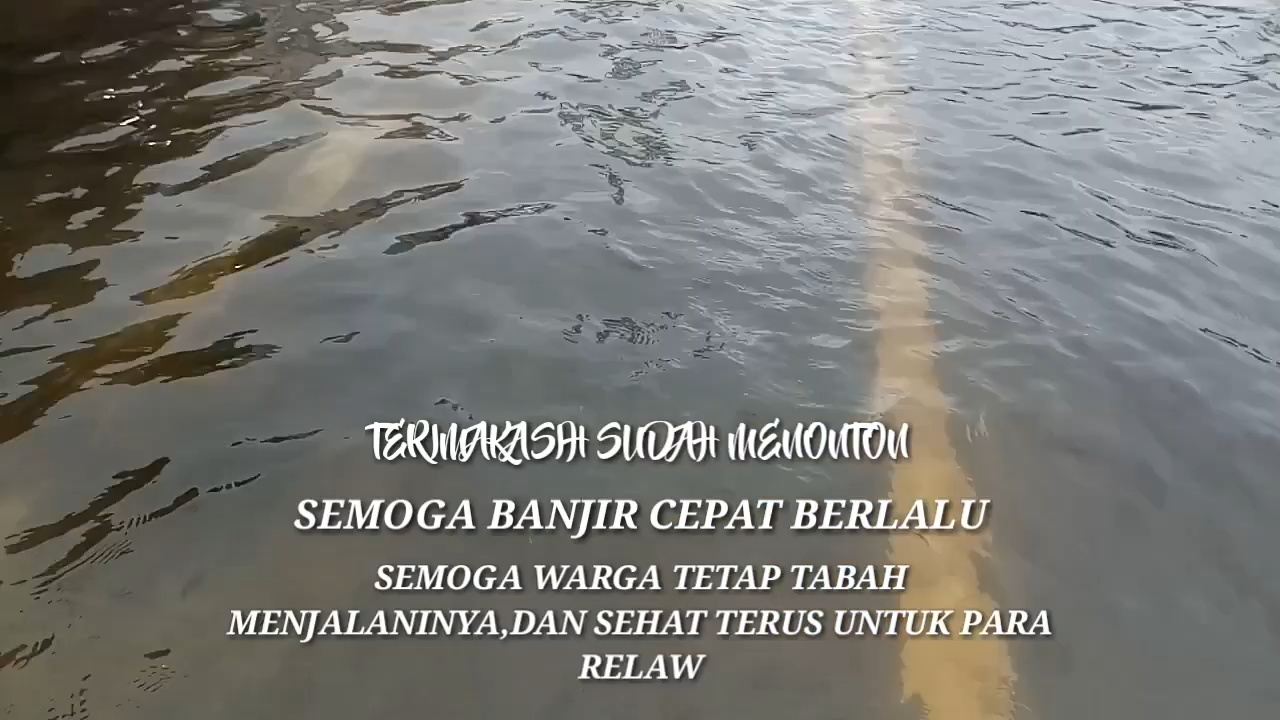 TERIMAKASIH SUDAH MENONTON
SEMOGA BANJIR CEPAT BERLALU
SEMOGA WARGA TETAP TABAH
MENJALANINYA,DAN SEHAT TERUS UNTUK PARA
RELAW